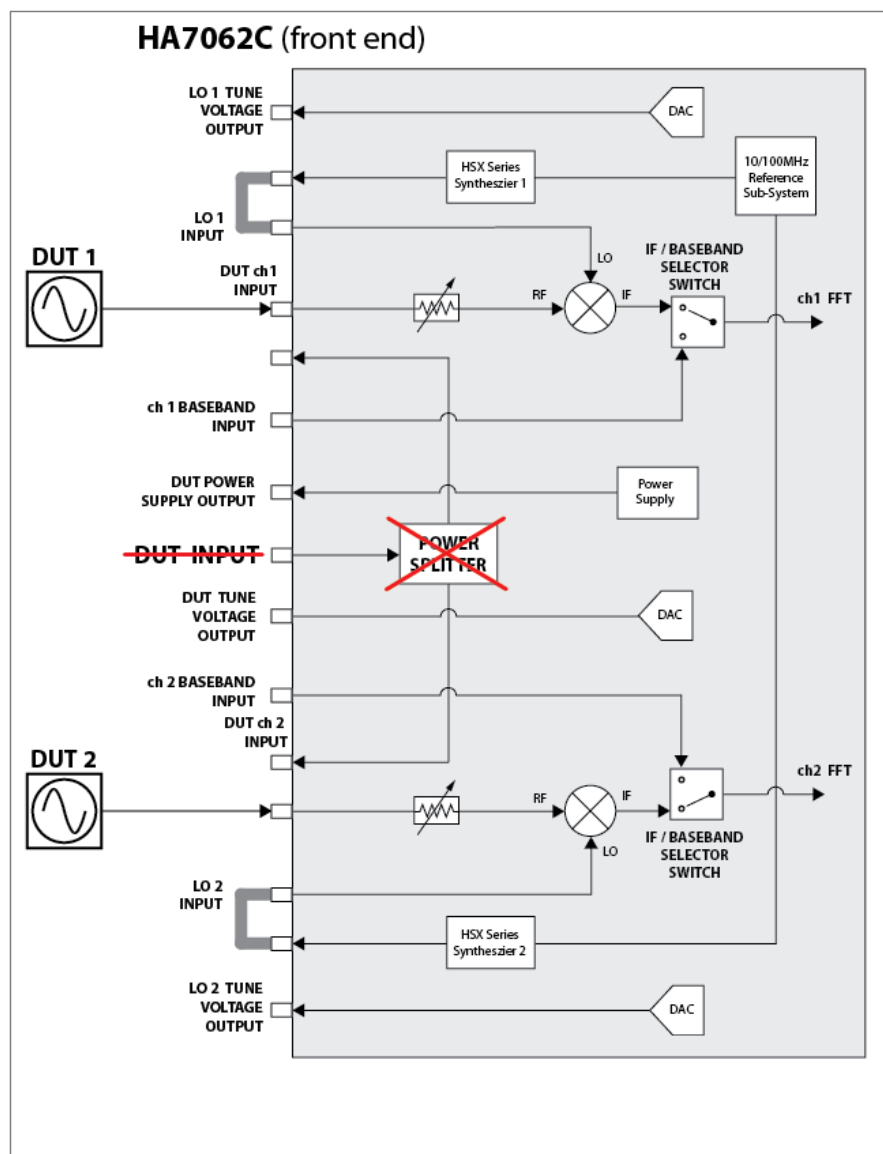 HA7062C (front end)
LO 1 TUNE
VOLTAGE
OUTPUT
DAC
HSX Series
Syntheszier 1
10/100MHz
Reference
Sub-System
LO 1
INPUT
DUT 1
DUT ch1
INPUT
LO
RF
IF
IF / BASEBAND
SELECTOR
SWITCH
ch1 FFT
ch 1 BASEBAND
INPUT
DUT POWER
SUPPLY OUTPUT
Power
Supply
DUT INPUT
POWER
SPLITTER
DUT TUNE
VOLTAGE
OUTPUT
DAC
ch 2 BASEBAND
INPUT
DUT ch 2
INPUT
DUT 2
RF
IF
LO
ch2 FFT
IF / BASEBAND
SELECTOR
SWITCH
LO 2
INPUT
HSX Series
Syntheszier 2
LO 2 TUNE
VOLTAGE
OUTPUT
DAC